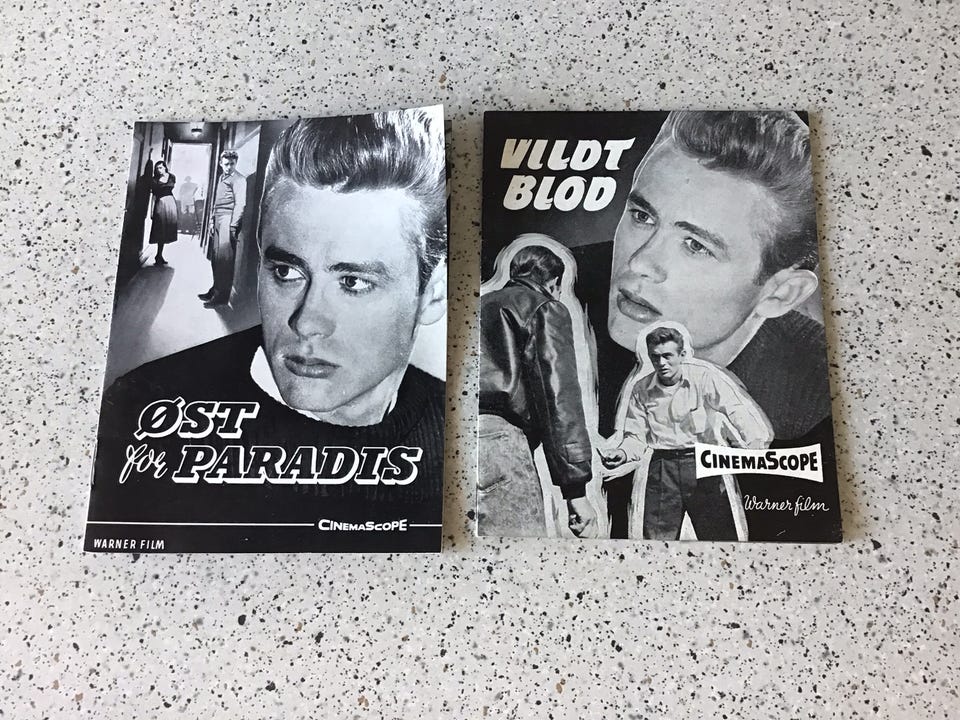 ØST
for PARADIS
CINEMASCOPE
WARNER FILM
VILDT
BLOD
CINEMASCOPE
Warner film